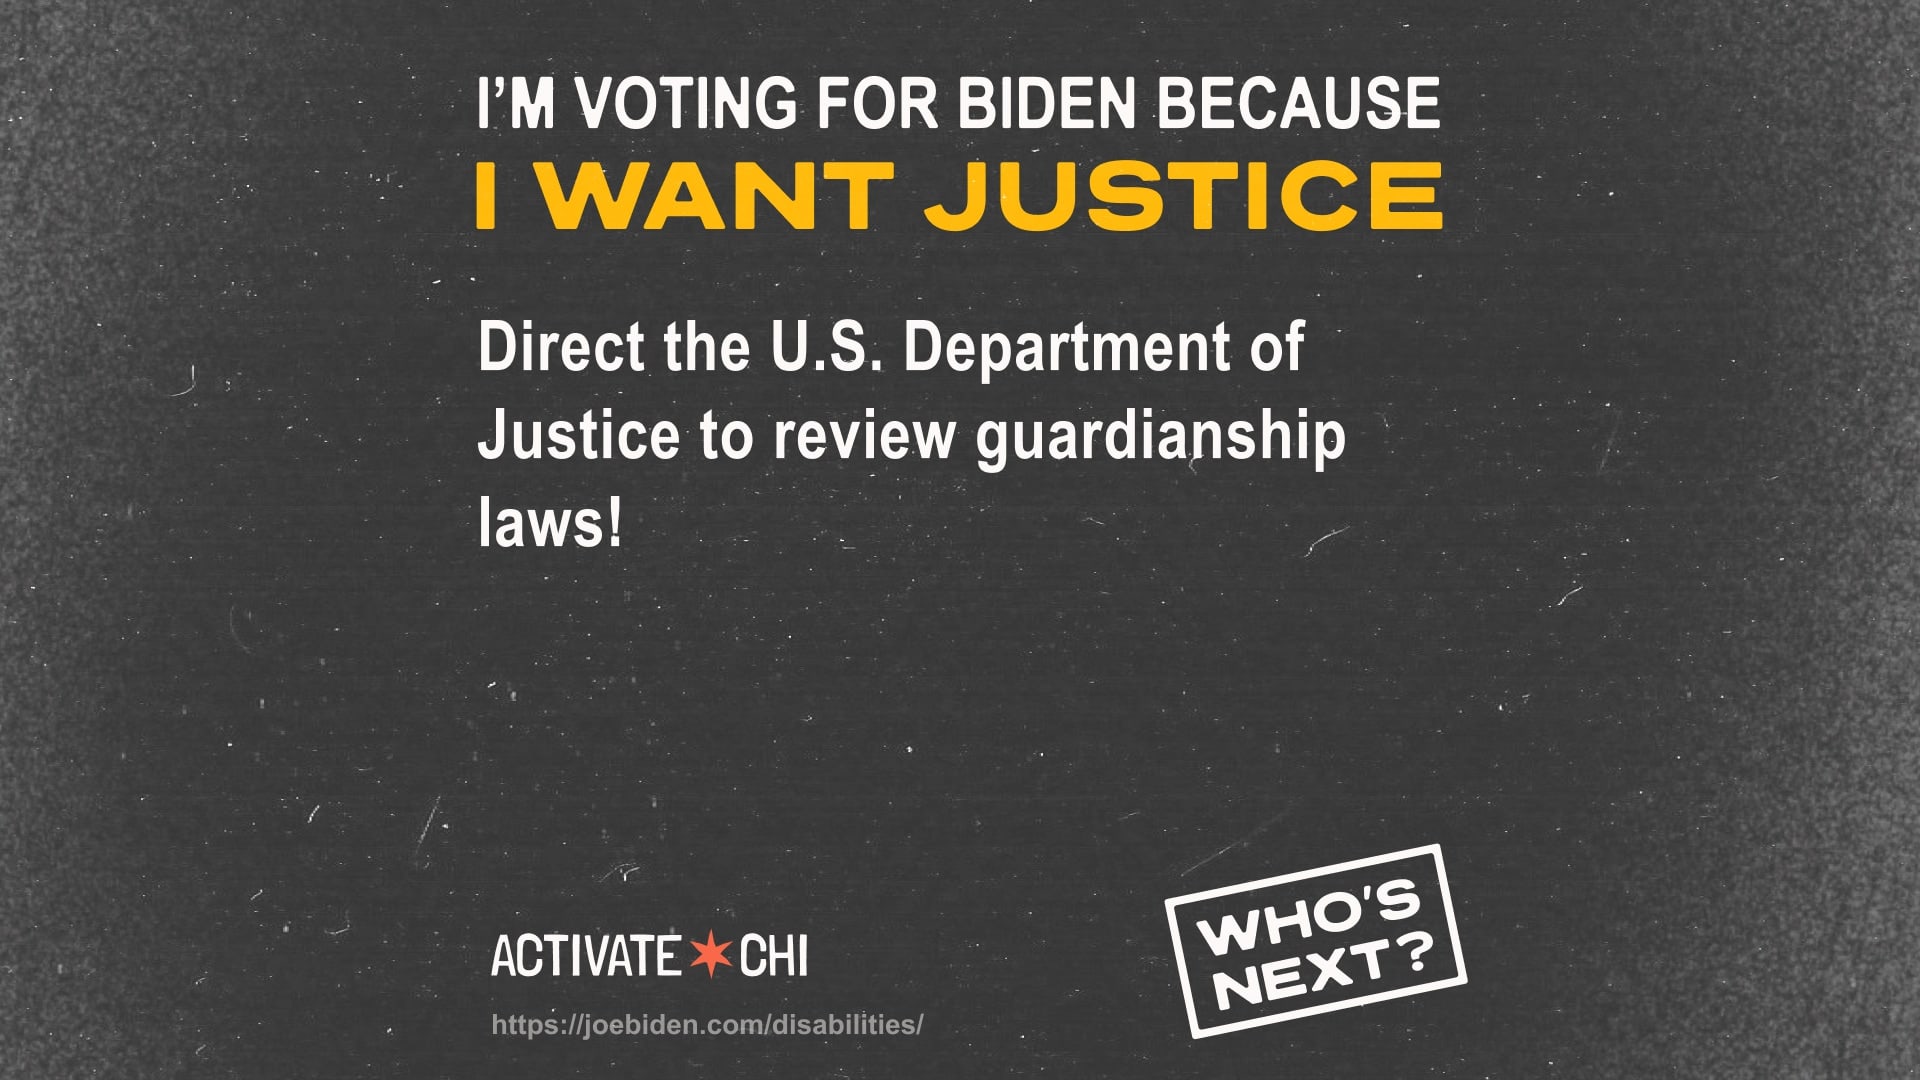 I’M VOTING FOR BIDEN BECAUSE
I WANT JUSTICE
Direct the U.S. Department of
Justice to review guardianship
laws!
ACTIVATE CHI
https://joebiden.com/disabilities/
WHO'S
NEXT?